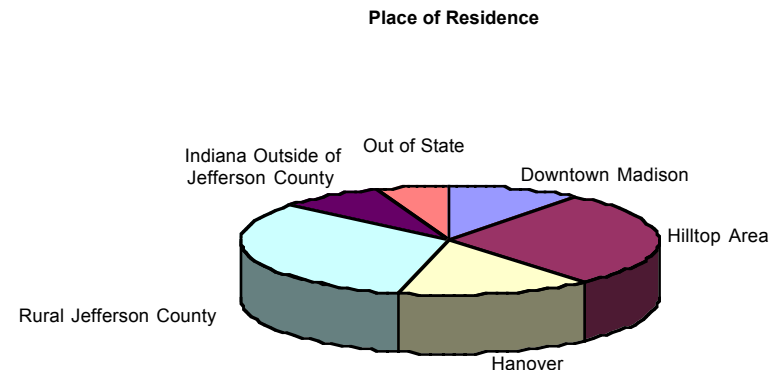 Place of Residence
Out of State
Indiana Outside of
Jefferson County
Downtown Madison
Hilltop Area
Rural Jefferson County
Hanover